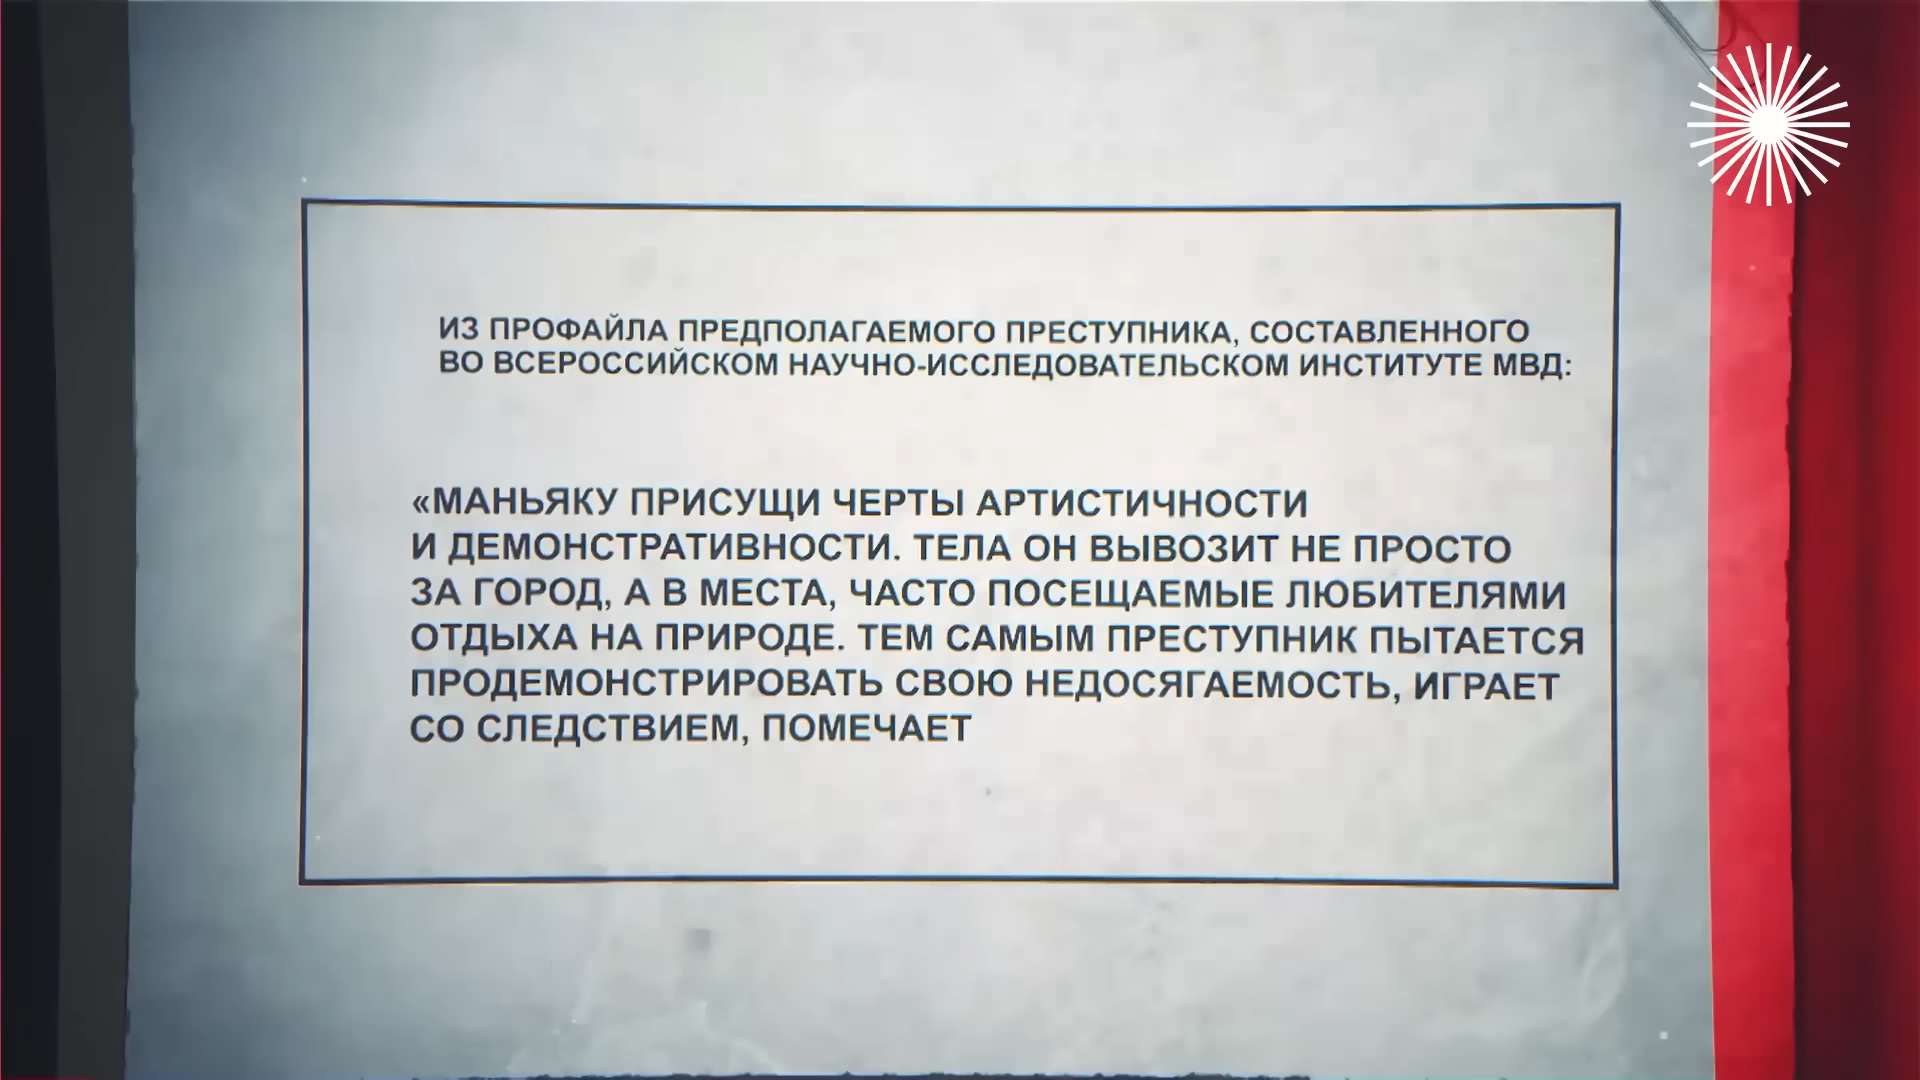 ИЗ ПРОФАЙЛА ПРЕДПОЛАГАЕМОГО ПРЕСТУПНИКА, СОСТАВЛЕННОГО
ВО ВСЕРОССИЙСКОМ НАУЧНО-ИССЛЕДОВАТЕЛЬСКОМ ИНСТИТУТЕ МВД:
«МАНЬЯКУ ПРИСУЩИ ЧЕРТЫ АРТИСТИЧНОСТИ
И ДЕМОНСТРАТИВНОСТИ. ТЕЛА ОН ВЫВОЗИТ НЕ ПРОСТО
ЗА ГОРОД, А В МЕСТА, ЧАСТО ПОСЕЩАЕМЫЕ ЛЮБИТЕЛЯМИ
ОТДЫХА НА ПРИРОДЕ. ТЕМ САМЫМ ПРЕСТУПНИК ПЫТАЕТСЯ
ПРОДЕМОНСТРИРОВАТЬ СВОЮ НЕДОСЯГАЕМОСТЬ, ИГРАЕТ
СО СЛЕДСТВИЕМ, ПОМЕЧАЕТ